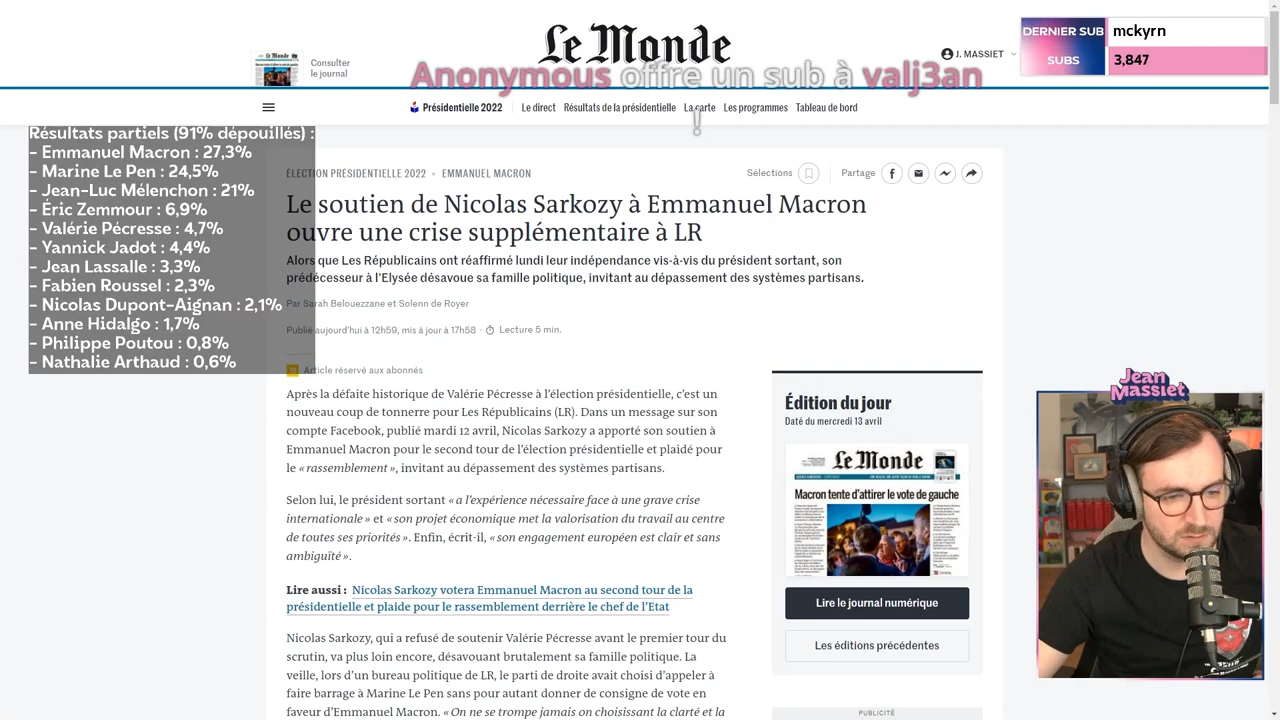 Le Monde
Consulter
le journal
J. MASSIET
DERNIER SUB
mckyrn
SUBS
3,847
Anonymous offre un sub à valj3an
!
Présidentielle 2022
Le direct
Résultats de la présidentielle
La carte
Les programmes
Tableau de bord
Résultats partiels (91% dépouillés) :
- Emmanuel Macron : 27,3%
- Marine Le Pen : 24,5%
- Jean-Luc Mélenchon : 21%
- Éric Zemmour : 6,9%
- Valérie Pécresse : 4,7%
- Yannick Jadot : 4,4%
- Jean Lassalle : 3,3%
- Fabien Roussel : 2,3%
- Nicolas Dupont-Aignan : 2,1%
- Anne Hidalgo : 1,7%
- Philippe Poutou : 0,8%
- Nathalie Arthaud : 0,6%
ÉLECTION PRÉSIDENTIELLE 2022 • EMMANUEL MACRON
Sélections
Partage
Le soutien de Nicolas Sarkozy à Emmanuel Macron
ouvre une crise supplémentaire à LR
Alors que Les Républicains ont réaffirmé lundi leur indépendance vis-à-vis du président sortant, son
prédécesseur à l'Elysée désavoue sa famille politique, invitant au dépassement des systèmes partisans.
Par Sarah Belouezzane et Solenn de Royer
Publié aujourd'hui à 12h59, mis à jour à 17h58 · Lecture 5 min.
Article réservé aux abonnés
Après la défaite historique de Valérie Pécresse à l'élection présidentielle, c'est un
nouveau coup de tonnerre pour Les Républicains (LR). Dans un message sur son
compte Facebook, publié mardi 12 avril, Nicolas Sarkozy a apporté son soutien à
Emmanuel Macron pour le second tour de l'élection présidentielle et plaidé pour
le « rassemblement », invitant au dépassement des systèmes partisans.
Selon lui, le président sortant « a l'expérience nécessaire face à une grave crise
internationale » et « son projet économique met la valorisation du travail au centre
de toutes ses priorités ». Enfin, écrit-il, « son engagement européen est clair et sans
ambiguïté ».
Lire aussi : Nicolas Sarkozy votera Emmanuel Macron au second tour de la
présidentielle et plaide pour le rassemblement derrière le chef de l'Etat
Nicolas Sarkozy, qui a refusé de soutenir Valérie Pécresse avant le premier tour du
scrutin, va plus loin encore, désavouant brutalement sa famille politique. La
veille, lors d'un bureau politique de LR, le parti de droite avait choisi d'appeler à
faire barrage à Marine Le Pen sans pour autant donner de consigne de vote en
faveur d'Emmanuel Macron. « On ne se trompe jamais en choisissant la clarté et la
Édition du jour
Daté du mercredi 13 avril
Le Monde
Macron tente d'attirer le vote de gauche
Lire le journal numérique
Les éditions précédentes
PUBLICITÉ
Jean
Massiet